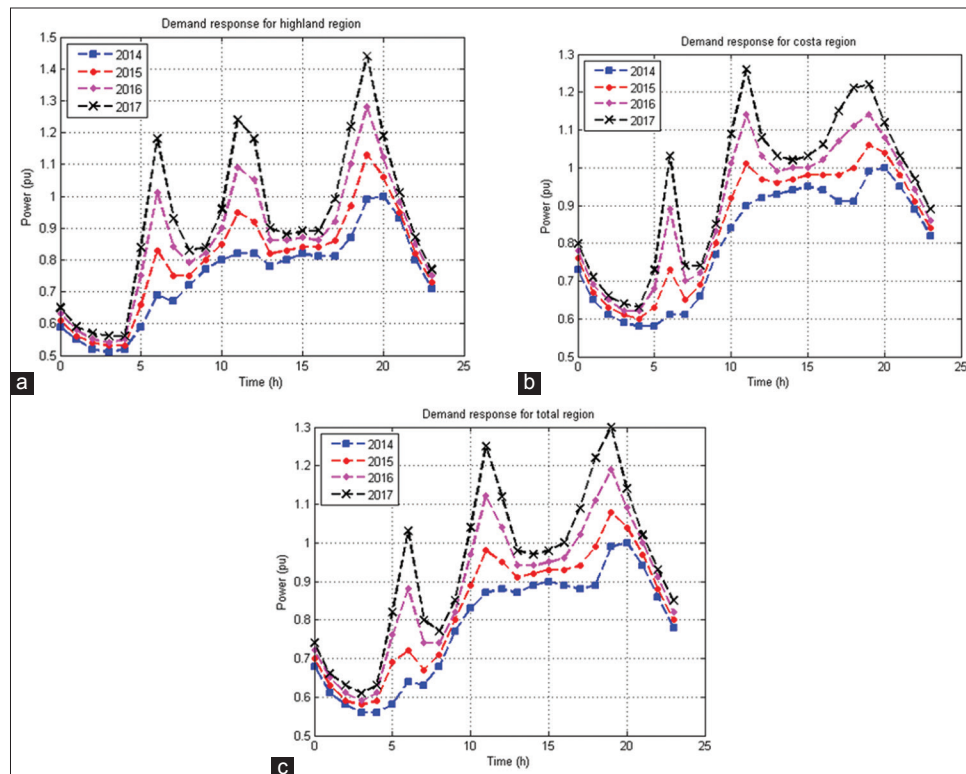 Demand response for highland region
1.5
1.4
1.3
1.2
1.1
1
0.9
0.8
0.7
0.6
0.5
Power (pu)
2014
2015
2016
2017
0 5 10 15 20 25
Time (h)
a
Demand response for costa region
1.3
1.2
1.1
1
0.9
0.8
0.7
0.6
0.5
Power (pu)
2014
2015
2016
2017
0 5 10 15 20 25
Time (h)
b
Demand response for total region
1.3
1.2
1.1
1
0.9
0.8
0.7
0.6
0.5
Power (pu)
2014
2015
2016
2017
0 5 10 15 20 25
Time (h)
c